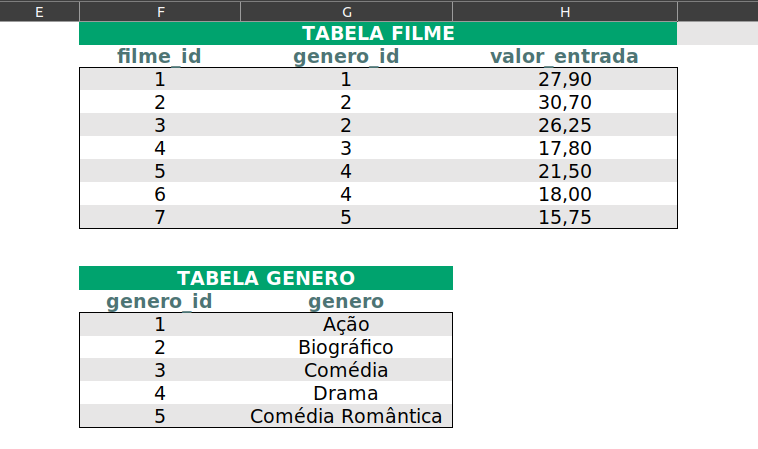 E F G H
TABELA FILME
filme_id genero_id valor_entrada
1 1 27,90
2 2 30,70
3 2 26,25
4 3 17,80
5 4 21,50
6 4 18,00
7 5 15,75
TABELA GENERO
genero_id genero
1 Ação
2 Biográfico
3 Comédia
4 Drama
5 Comédia Romântica